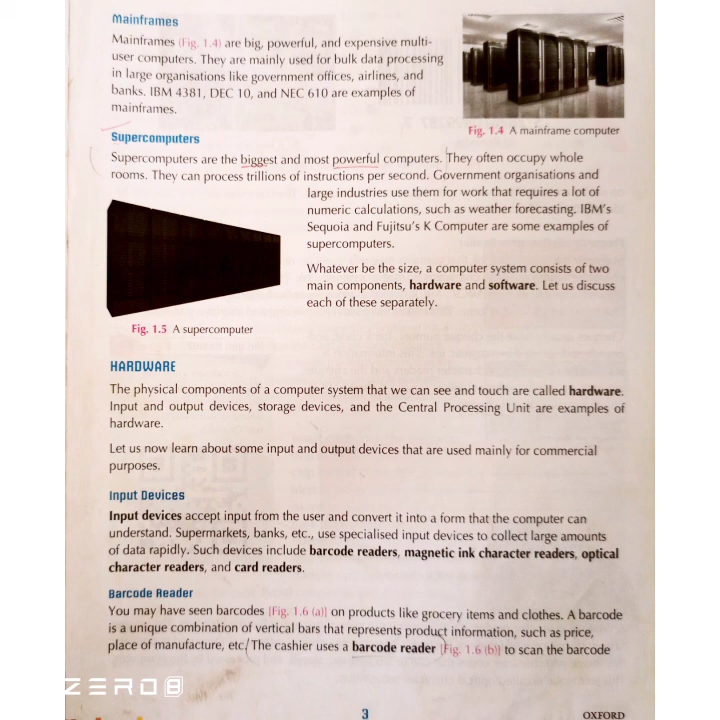 Mainframes
Mainframes (Fig. 1.4) are big, powerful, and expensive multi-
user computers. They are mainly used for bulk data processing
in large organisations like government offices, airlines, and
banks. IBM 4381, DEC 10, and NEC 610 are examples of
mainframes.
Fig. 1.4 A mainframe computer
Supercomputers
Supercomputers are the biggest and most powerful computers. They often occupy whole
rooms. They can process trillions of instructions per second. Government organisations and
large industries use them for work that requires a lot of
numeric calculations, such as weather forecasting. IBM's
Sequoia and Fujitsu's K Computer are some examples of
supercomputers.
Whatever be the size, a computer system consists of two
main components, hardware and software. Let us discuss
each of these separately.
Fig. 1.5 A supercomputer
HARDWARE
The physical components of a computer system that we can see and touch are called hardware.
Input and output devices, storage devices, and the Central Processing Unit are examples of
hardware.
Let us now learn about some input and output devices that are used mainly for commercial
purposes.
Input Devices
Input devices accept input from the user and convert it into a form that the computer can
understand. Supermarkets, banks, etc., use specialised input devices to collect large amounts
of data rapidly. Such devices include barcode readers, magnetic ink character readers, optical
character readers, and card readers.
Barcode Reader
You may have seen barcodes [Fig. 1.6 (a)] on products like grocery items and clothes. A barcode
is a unique combination of vertical bars that represents product information, such as price,
place of manufacture, etc. The cashier uses a barcode reader [Fig. 1.6 (b)] to scan the barcode
ZERO 8
3
OXFORD